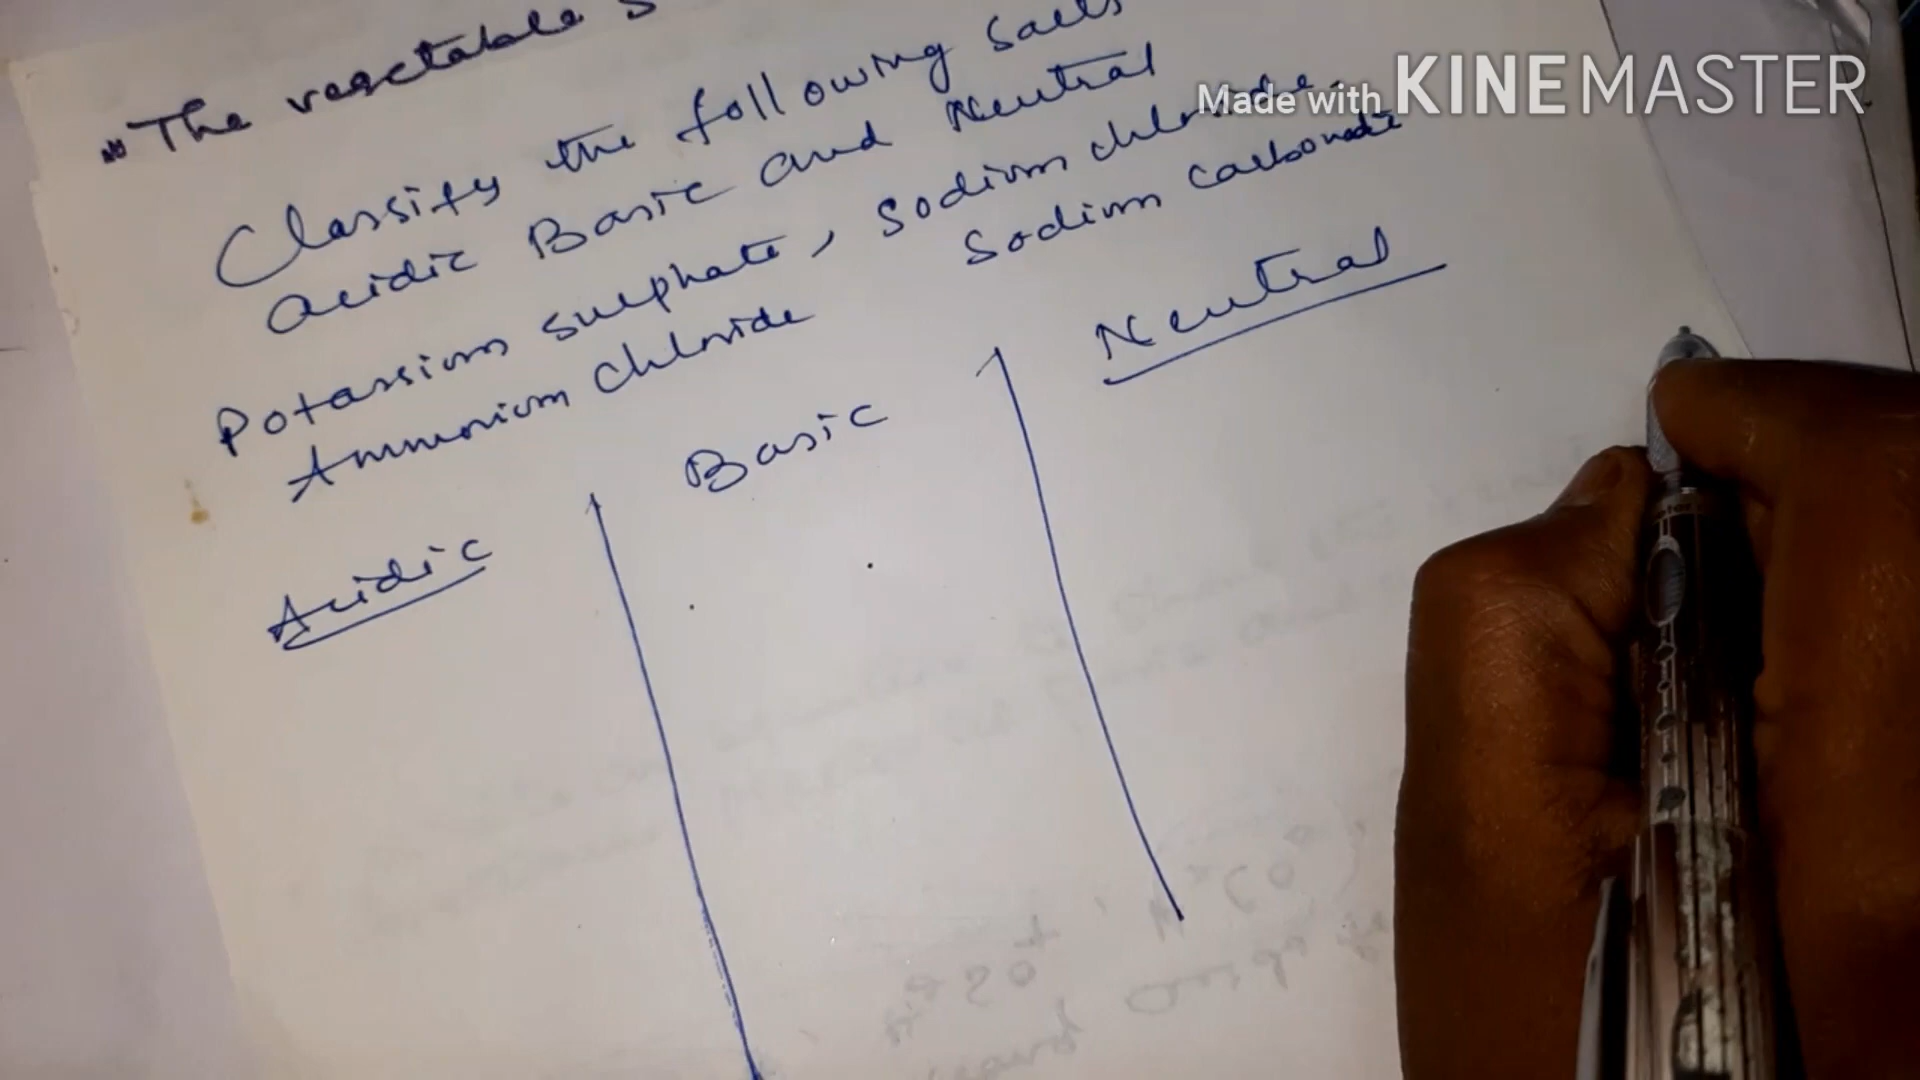 "The vegetable
Classify the following salts
acidic Basic and Neutral
Potassium sulphate, Sodium chloride.
Ammonium chloride Sodium carbonate
Acidic Basic Neutral
Made with KINEMASTER